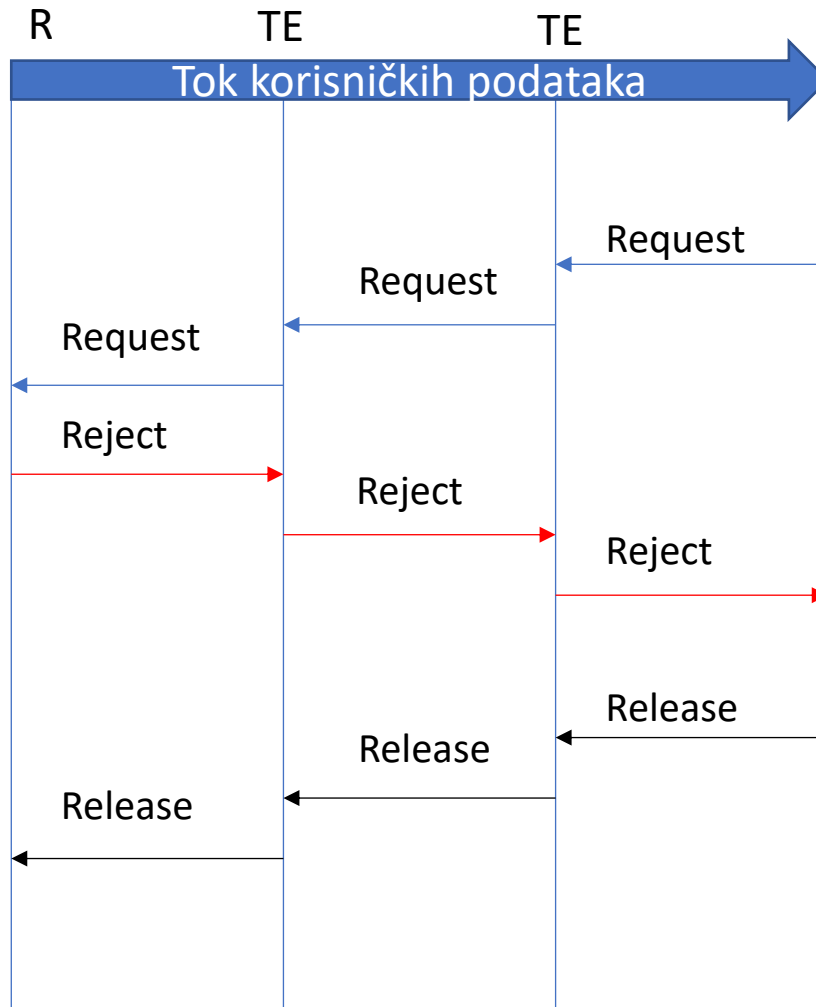 R TE TE
Tok korisničkih podataka
Request
Request
Request
Reject
Reject
Reject
Release
Release
Release